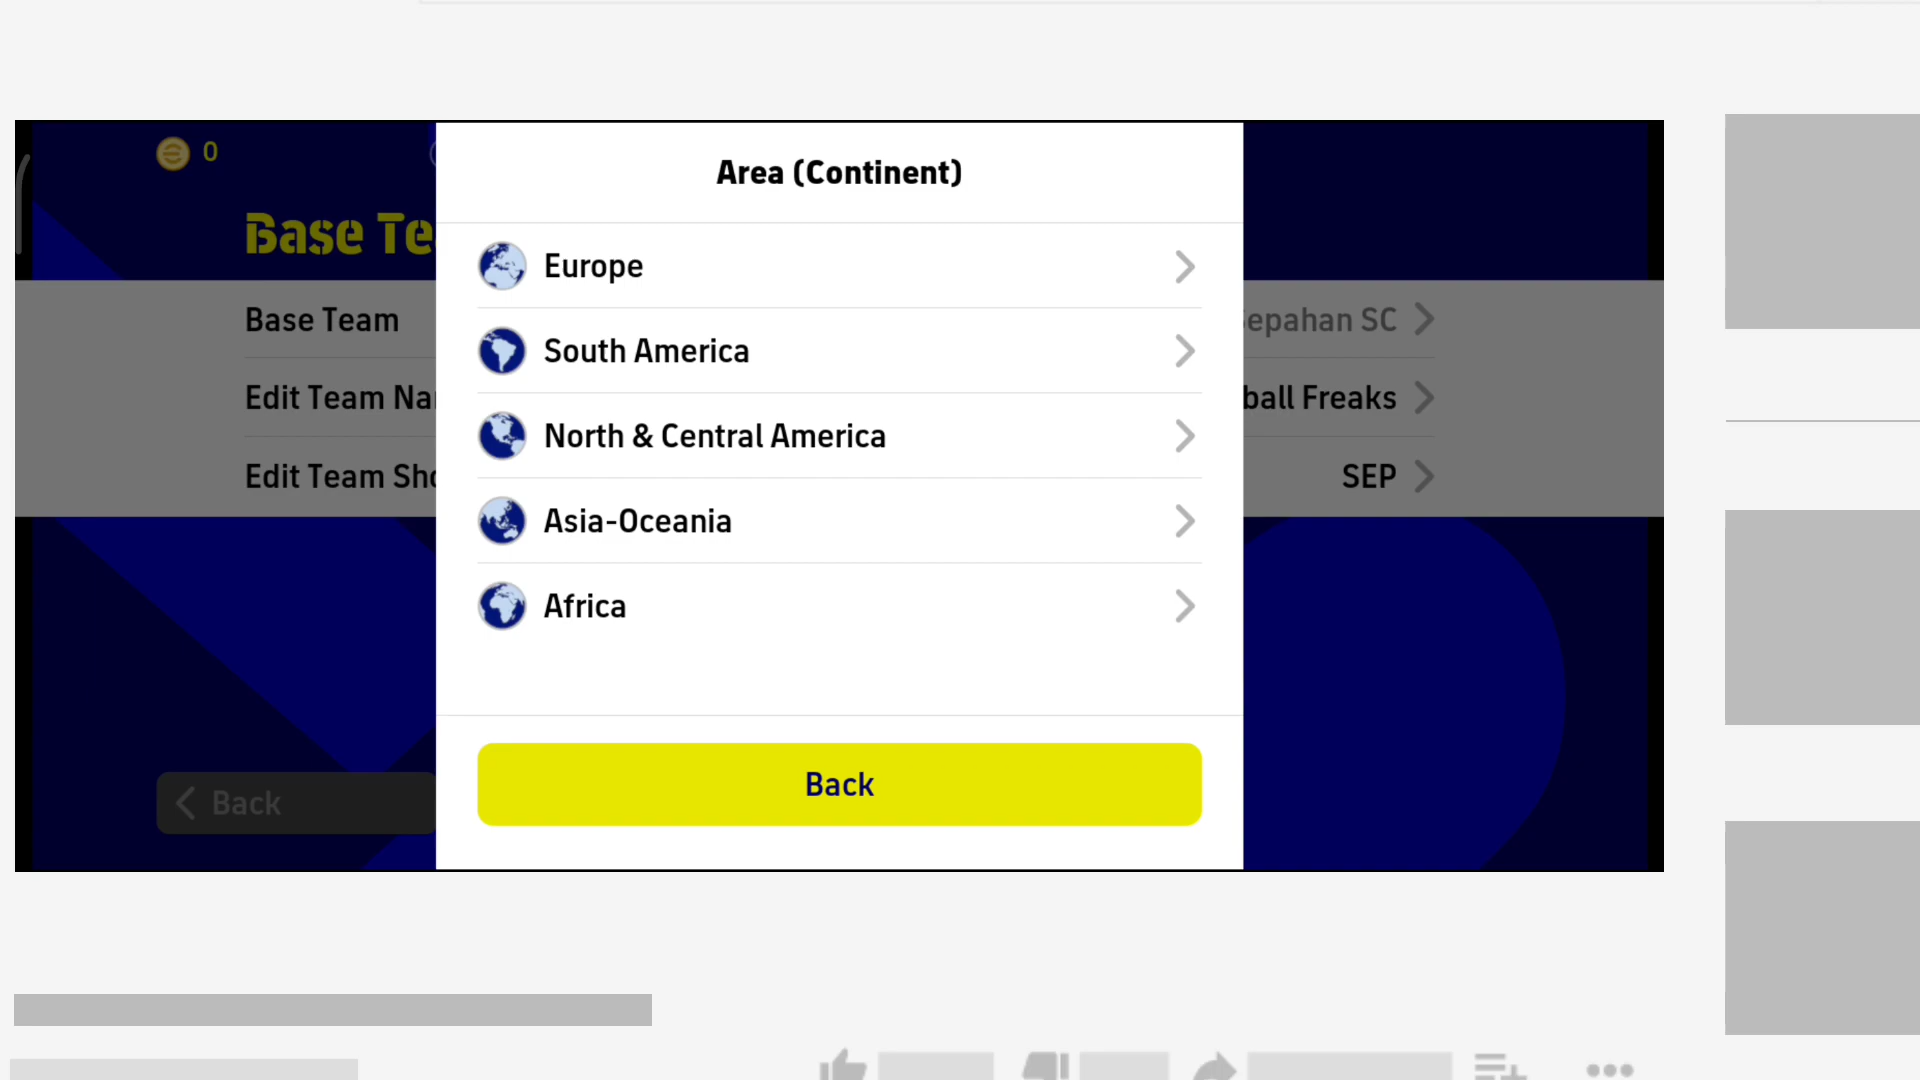 0
Area (Continent)
Base Te
Europe
Base Team
epahan SC
South America
Edit Team Na
ball Freaks
North & Central America
Edit Team Sho
SEP
Asia-Oceania
Africa
Back
Back